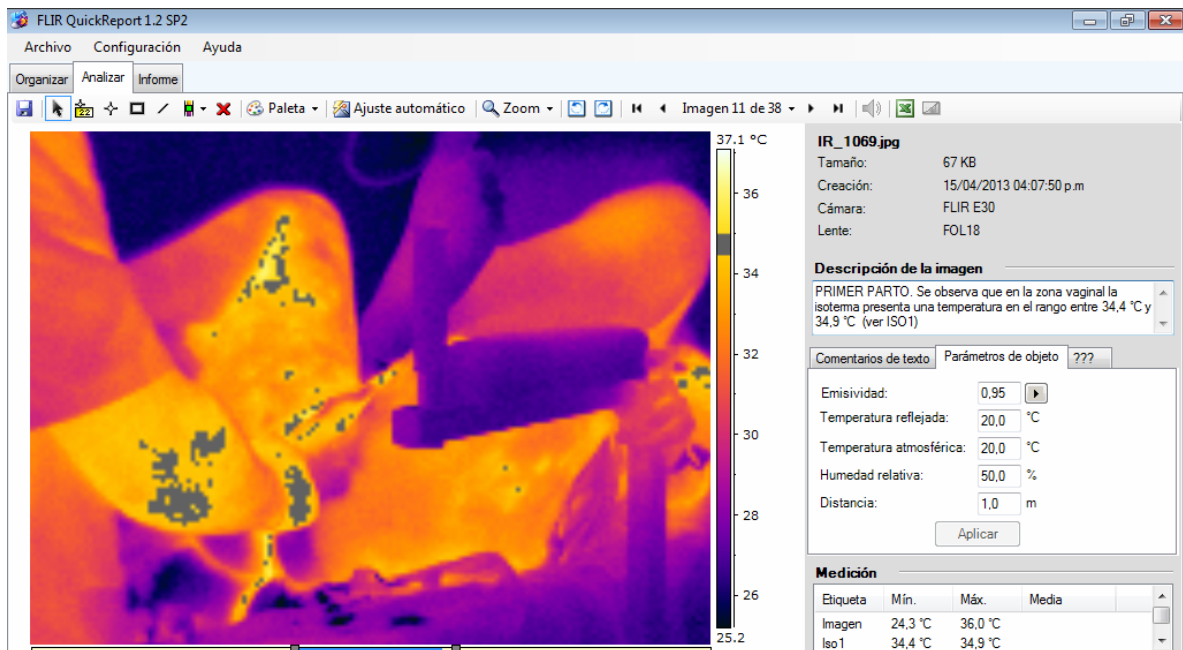 FLIR QuickReport 1.2 SP2
Archivo Configuración Ayuda
Organizar Analizar Informe
22 Paleta Ajuste automático Zoom Imagen 11 de 38
37.1 °C
36
34
32
30
28
26
25.2
IR_1069.jpg
Tamaño: 67 KB
Creación: 15/04/2013 04:07:50 p.m
Cámara: FLIR E30
Lente: FOL18
Descripción de la imagen
PRIMER PARTO. Se observa que en la zona vaginal la
isoterma presenta una temperatura en el rango entre 34,4 °C y
34,9 °C (ver ISO1)
Comentarios de texto Parámetros de objeto ???
Emisividad: 0,95
Temperatura reflejada: 20,0 °C
Temperatura atmosférica: 20,0 °C
Humedad relativa: 50,0 %
Distancia: 1,0 m
Aplicar
Medición
Etiqueta Mín. Máx. Media
Imagen 24,3 °C 36,0 °C
Iso1 34,4 °C 34,9 °C